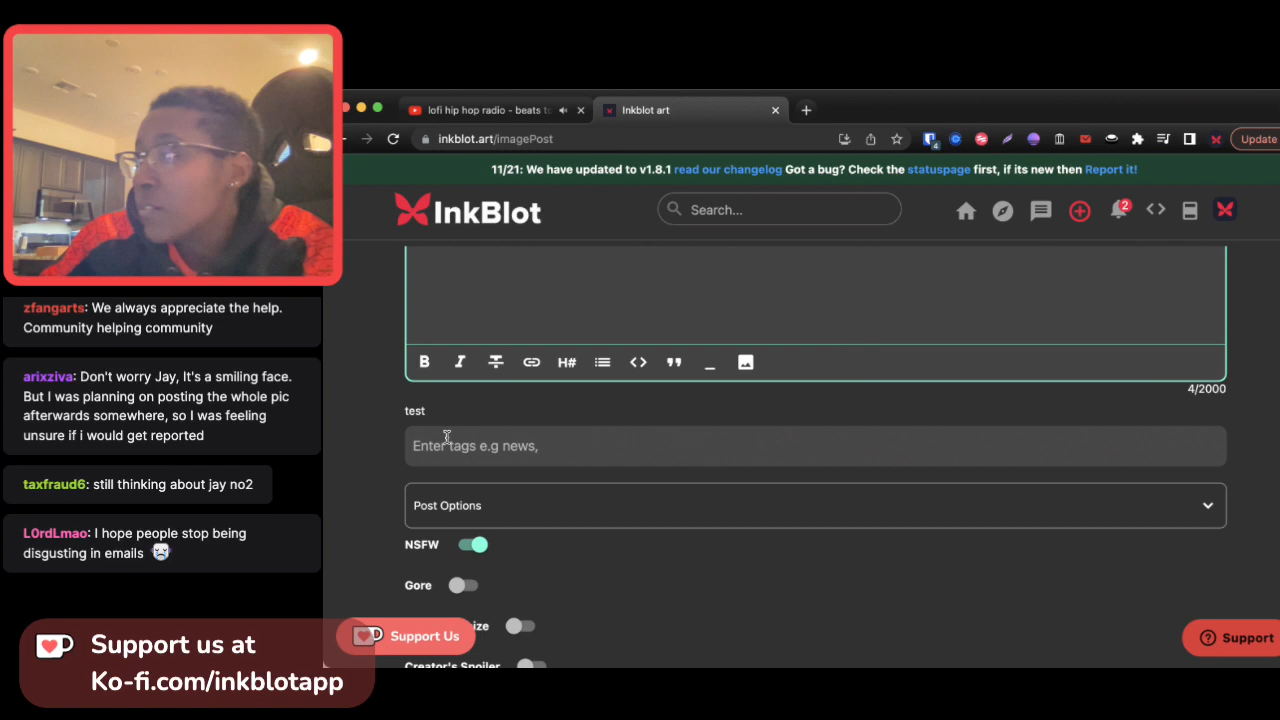 lofi hip hop radio - beats to
Inkblot art
inkblot.art/imagePost
4
Update
11/21: We have updated to v1.8.1 read our changelog Got a bug? Check the statuspage first, if its new then Report it!
InkBlot
Search...
2
B
H#
4/2000
test
Enter tags e.g news,
Post Options
NSFW
Gore
ize
Support Us
Creator's Spoiler
Support
zfangarts: We always appreciate the help.
Community helping community
arixziva: Don't worry Jay, It's a smiling face.
But I was planning on posting the whole pic
afterwards somewhere, so I was feeling
unsure if i would get reported
taxfraud6: still thinking about jay no2
L0rdLmao: I hope people stop being
disgusting in emails
Support us at
Ko-fi.com/inkblotapp